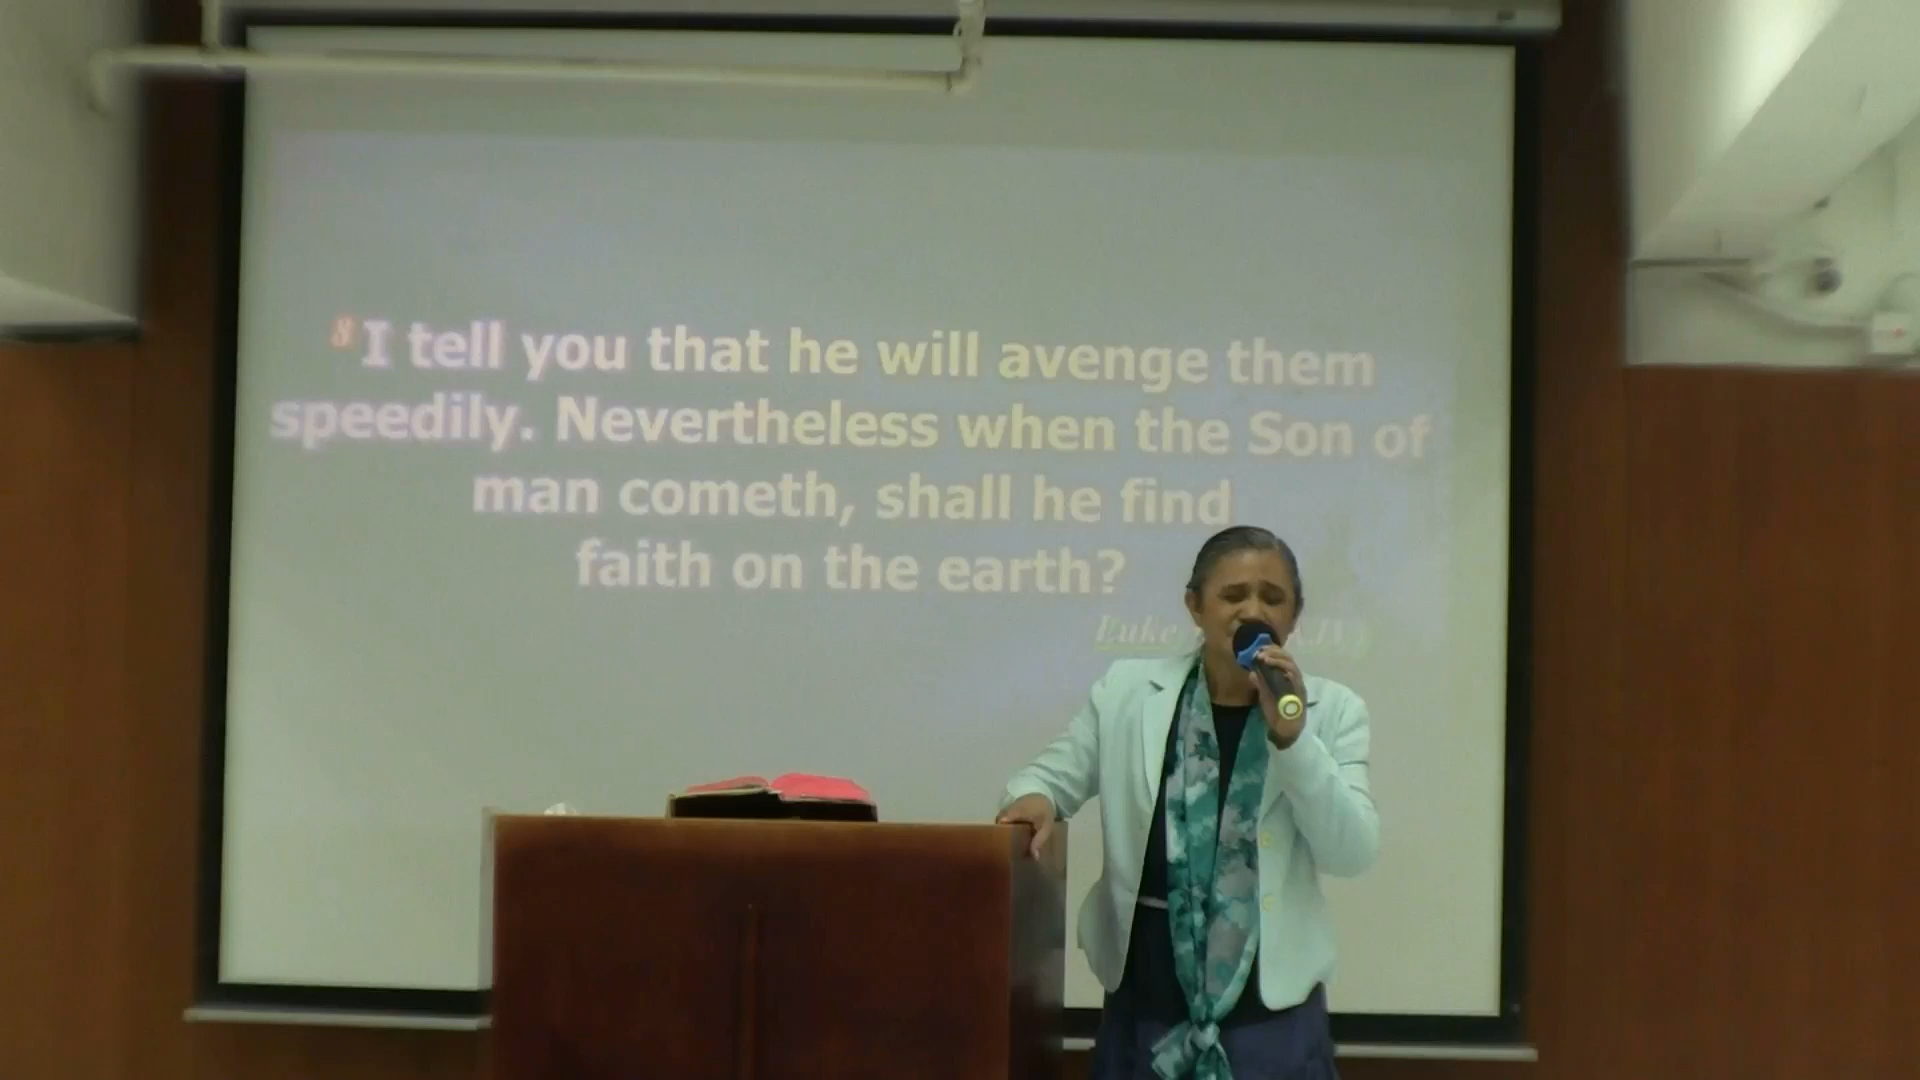 8 I tell you that he will avenge them
speedily. Nevertheless when the Son of
man cometh, shall he find
faith on the earth?
Luke